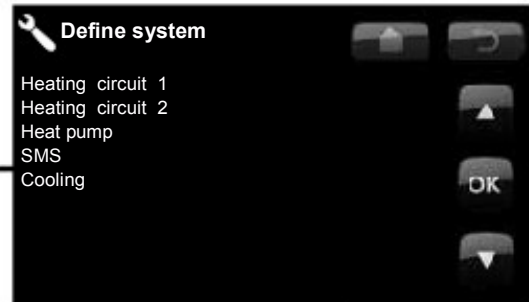 Define system
Heating circuit 1
Heating circuit 2
Heat pump
SMS
Cooling
OK